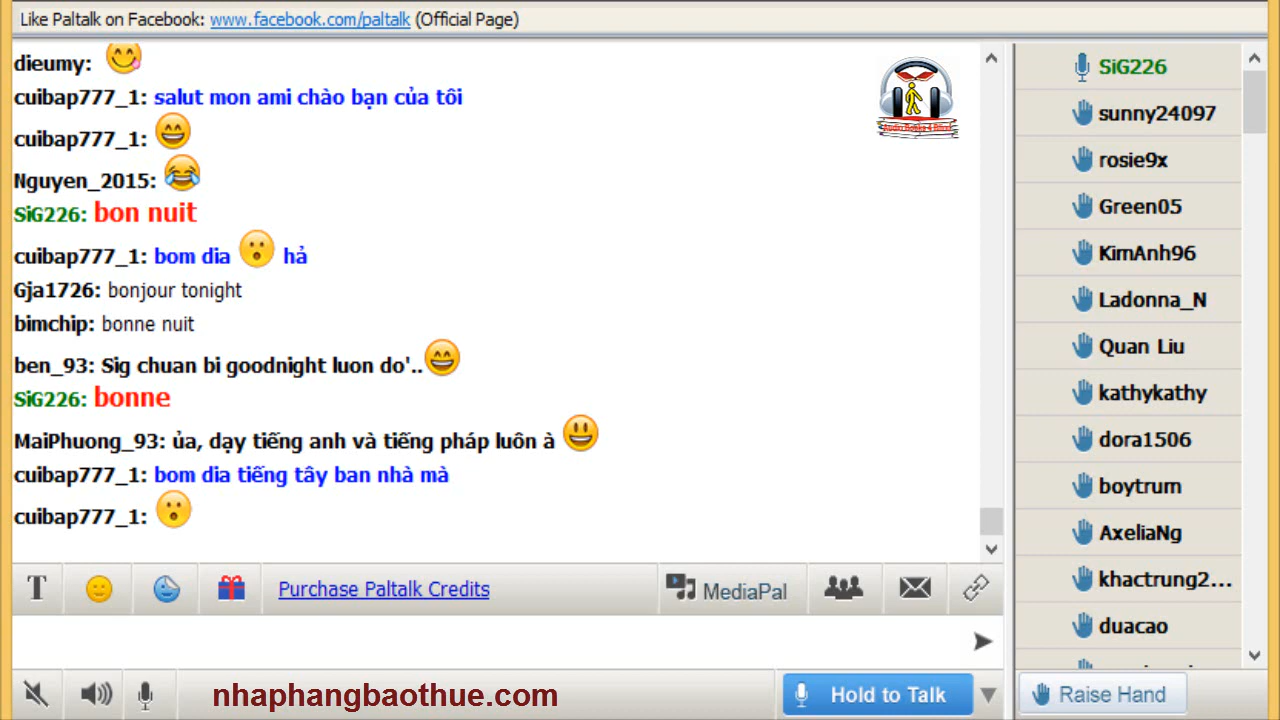 Like Paltalk on Facebook: www.facebook.com/paltalk (Official Page)
dieumy:
cuibap777_1: salut mon ami chào bạn của tôi
cuibap777_1:
Nguyen_2015:
SiG226: bon nuit
cuibap777_1: bom dia hả
Gja1726: bonjour tonight
bimchip: bonne nuit
ben_93: Sig chuan bi goodnight luon do'..
SiG226: bonne
MaiPhuong_93: ủa, dạy tiếng anh và tiếng pháp luôn à
cuibap777_1: bom dia tiếng tây ban nhà mà
cuibap777_1:
T
Purchase Paltalk Credits
MediaPal
nhaphangbaothue.com
Hold to Talk
SiG226
sunny24097
rosie9x
Green05
KimAnh96
Ladonna_N
Quan Liu
kathykathy
dora1506
boytrum
AxeliaNg
khactrung2...
duacao
Raise Hand